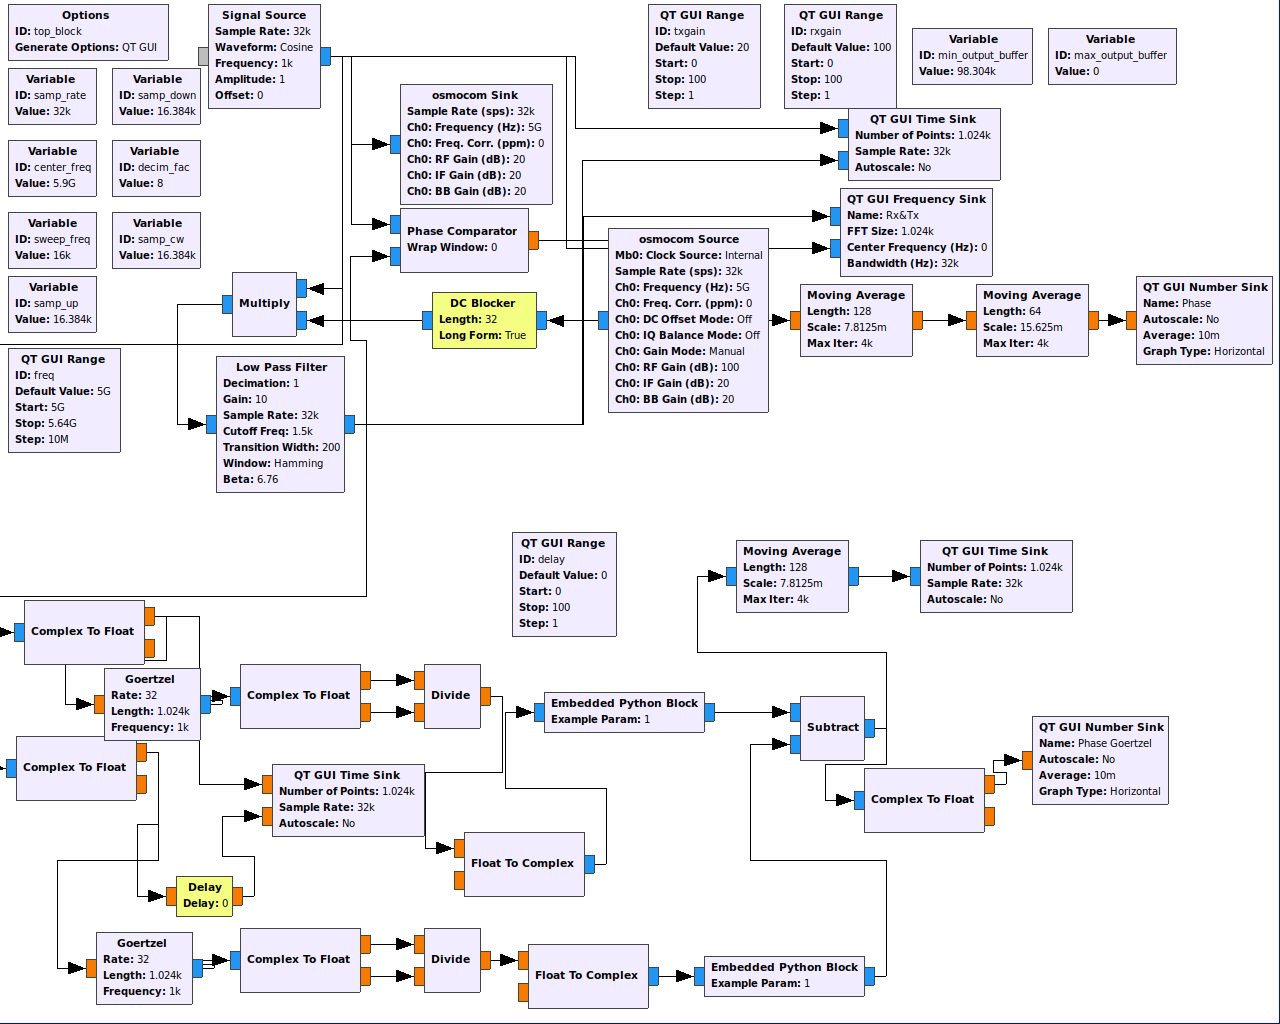 Options
ID: top_block
Generate Options: QT GUI
Signal Source
Sample Rate: 32k
Waveform: Cosine
Frequency: 1k
Amplitude: 1
Offset: 0
QT GUI Range
ID: txgain
Default Value: 20
Start: 0
Stop: 100
Step: 1
QT GUI Range
ID: rxgain
Default Value: 100
Start: 0
Stop: 100
Step: 1
Variable
ID: min_output_buffer
Value: 98.304k
Variable
ID: max_output_buffer
Value: 0
Variable
ID: samp_rate
Value: 32k
Variable
ID: samp_down
Value: 16.384k
osmocom Sink
Sample Rate (sps): 32k
Ch0: Frequency (Hz): 5G
Ch0: Freq. Corr. (ppm): 0
Ch0: RF Gain (dB): 20
Ch0: IF Gain (dB): 20
Ch0: BB Gain (dB): 20
QT GUI Time Sink
Number of Points: 1.024k
Sample Rate: 32k
Autoscale: No
Variable
ID: center_freq
Value: 5.9G
Variable
ID: decim_fac
Value: 8
QT GUI Frequency Sink
Name: Rx&Tx
FFT Size: 1.024k
Center Frequency (Hz): 0
Bandwidth (Hz): 32k
Variable
ID: sweep_freq
Value: 16k
Variable
ID: samp_cw
Value: 16.384k
Phase Comparator
Wrap Window: 0
osmocom Source
Mb0: Clock Source: Internal
Sample Rate (sps): 32k
Ch0: Frequency (Hz): 5G
Ch0: Freq. Corr. (ppm): 0
Ch0: DC Offset Mode: Off
Ch0: IQ Balance Mode: Off
Ch0: Gain Mode: Manual
Ch0: RF Gain (dB): 100
Ch0: IF Gain (dB): 20
Ch0: BB Gain (dB): 20
Variable
ID: samp_up
Value: 16.384k
Multiply
DC Blocker
Length: 32
Long Form: True
Moving Average
Length: 128
Scale: 7.8125m
Max Iter: 4k
Moving Average
Length: 64
Scale: 15.625m
Max Iter: 4k
QT GUI Number Sink
Name: Phase
Autoscale: No
Average: 10m
Graph Type: Horizontal
QT GUI Range
ID: freq
Default Value: 5G
Start: 5G
Stop: 5.64G
Step: 10M
Low Pass Filter
Decimation: 1
Gain: 10
Sample Rate: 32k
Cutoff Freq: 1.5k
Transition Width: 200
Window: Hamming
Beta: 6.76
QT GUI Range
ID: delay
Default Value: 0
Start: 0
Stop: 100
Step: 1
Moving Average
Length: 128
Scale: 7.8125m
Max Iter: 4k
QT GUI Time Sink
Number of Points: 1.024k
Sample Rate: 32k
Autoscale: No
Complex To Float
Goertzel
Rate: 32
Length: 1.024k
Frequency: 1k
Complex To Float
Divide
Embedded Python Block
Example Param: 1
Subtract
QT GUI Number Sink
Name: Phase Goertzel
Autoscale: No
Average: 10m
Graph Type: Horizontal
Complex To Float
QT GUI Time Sink
Number of Points: 1.024k
Sample Rate: 32k
Autoscale: No
Complex To Float
Float To Complex
Delay
Delay: 0
Goertzel
Rate: 32
Length: 1.024k
Frequency: 1k
Complex To Float
Divide
Float To Complex
Embedded Python Block
Example Param: 1